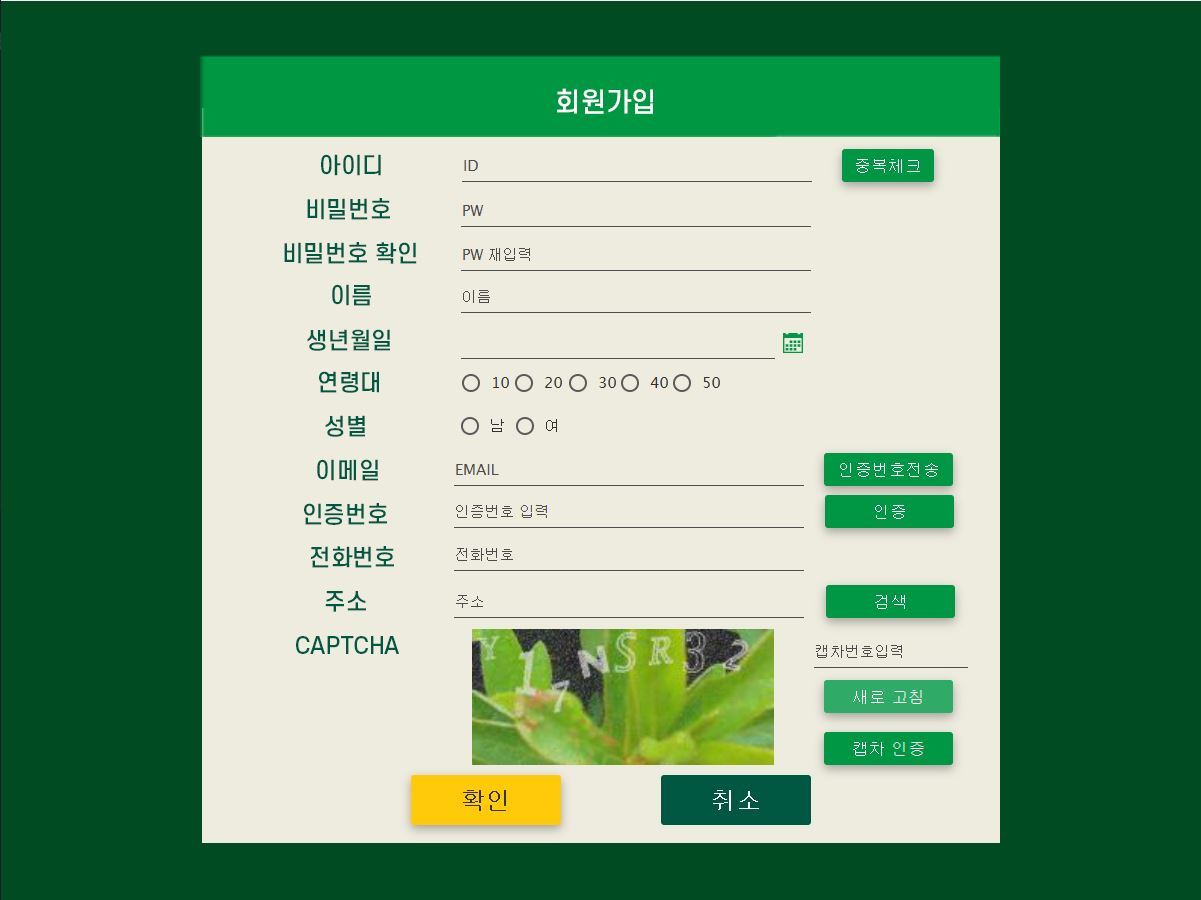 회원가입
아이디 ID 중복체크
비밀번호 PW
비밀번호 확인 PW 재입력
이름 이름
생년월일
연령대 10 20 30 40 50
성별 남 여
이메일 EMAIL 인증번호전송
인증번호 인증번호 입력 인증
전화번호 전화번호
주소 주소 검색
CAPTCHA Y17NSR32 캡차번호입력
새로 고침
캡차 인증
확인 취소